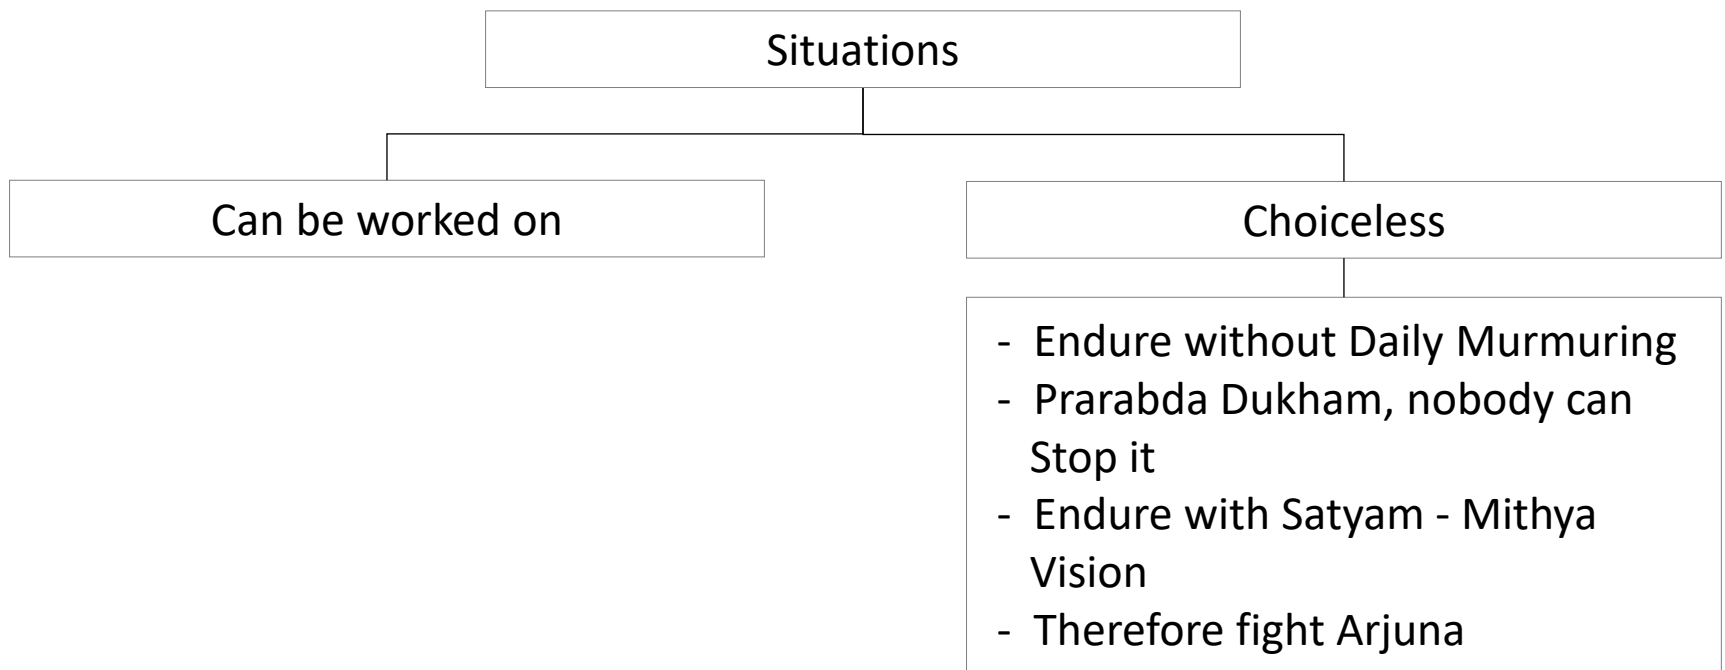 Situations
Can be worked on
Choiceless
- Endure without Daily Murmuring
- Prarabda Dukham, nobody can
Stop it
- Endure with Satyam - Mithya
Vision
- Therefore fight Arjuna